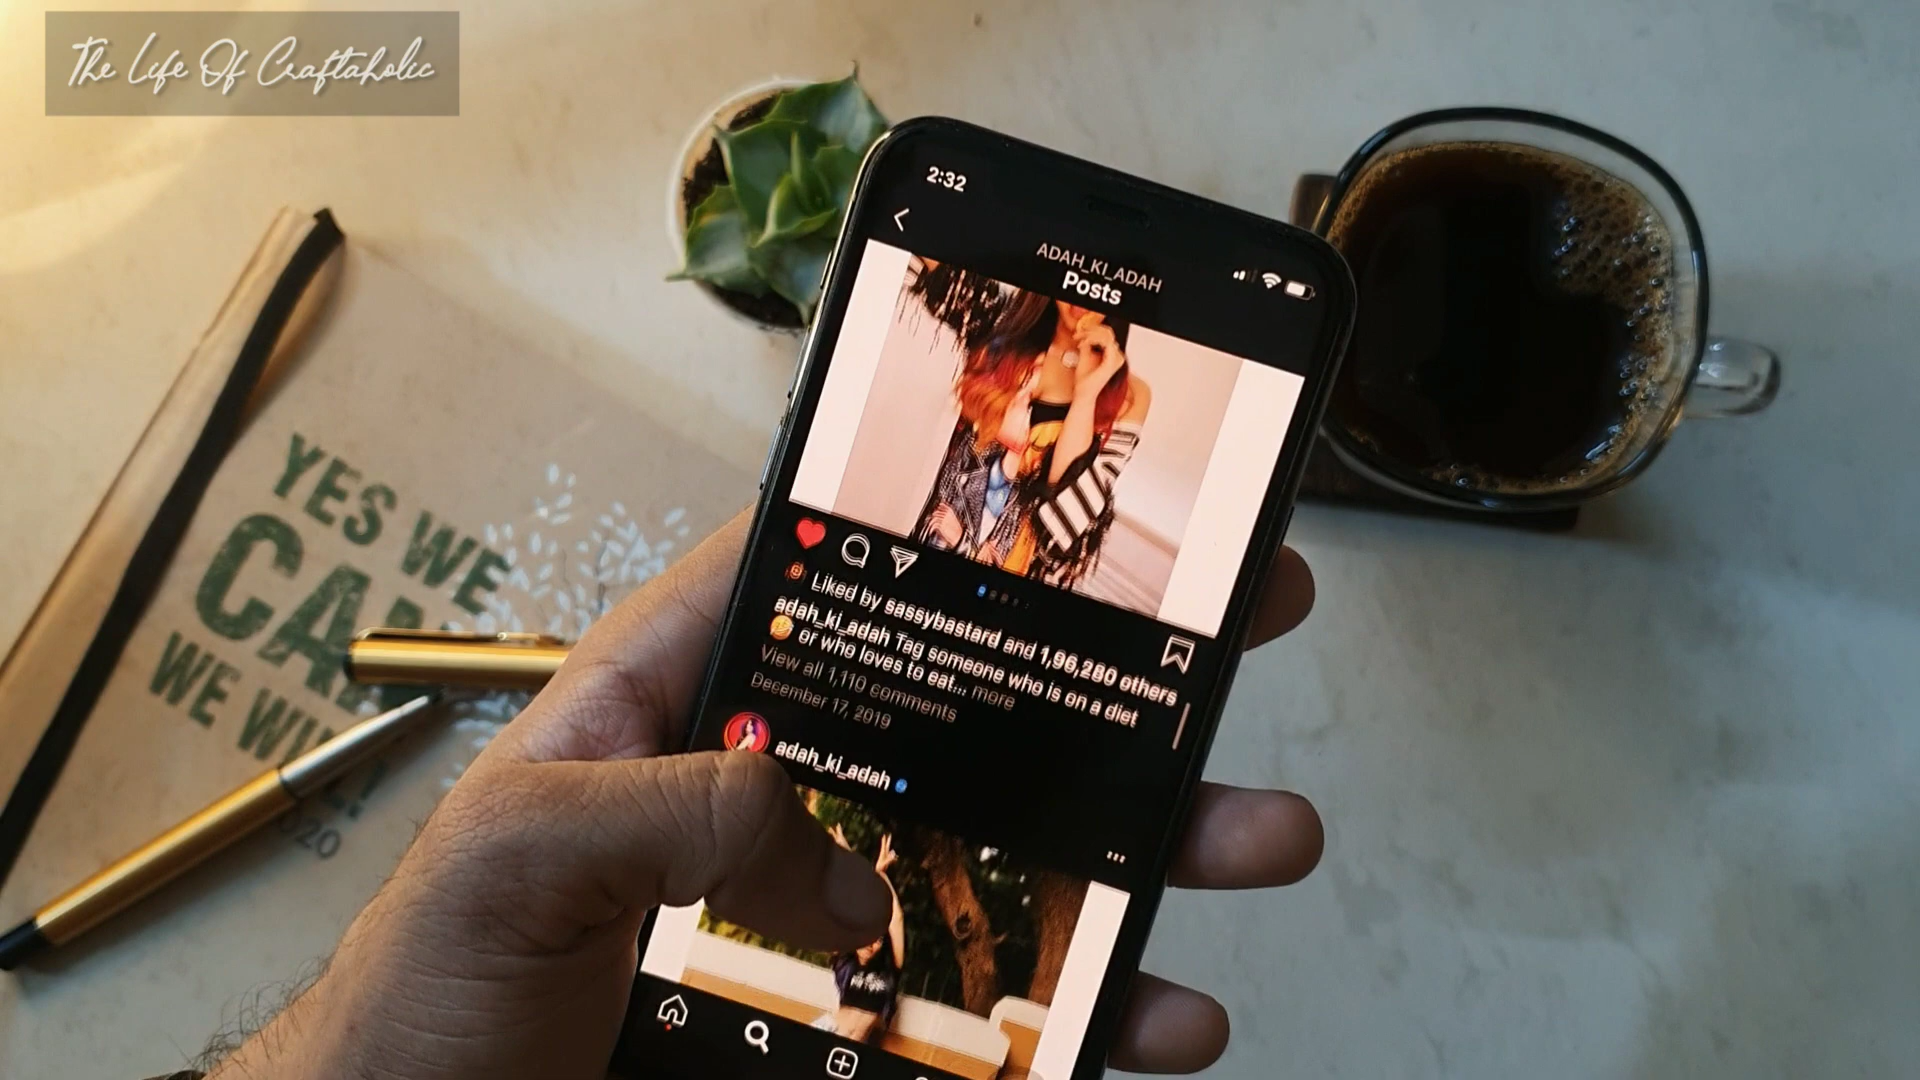 The Life Of Craftaholic
2:32
ADAH_KI_ADAH
Posts
Liked by sassybastard and 1,96,280 others
adah_ki_adah Tag someone who is on a diet
😋 or who loves to eat... more
View all 1,110 comments
December 17, 2019
adah_ki_adah
YES WE
CAN
WE WILL!
2020